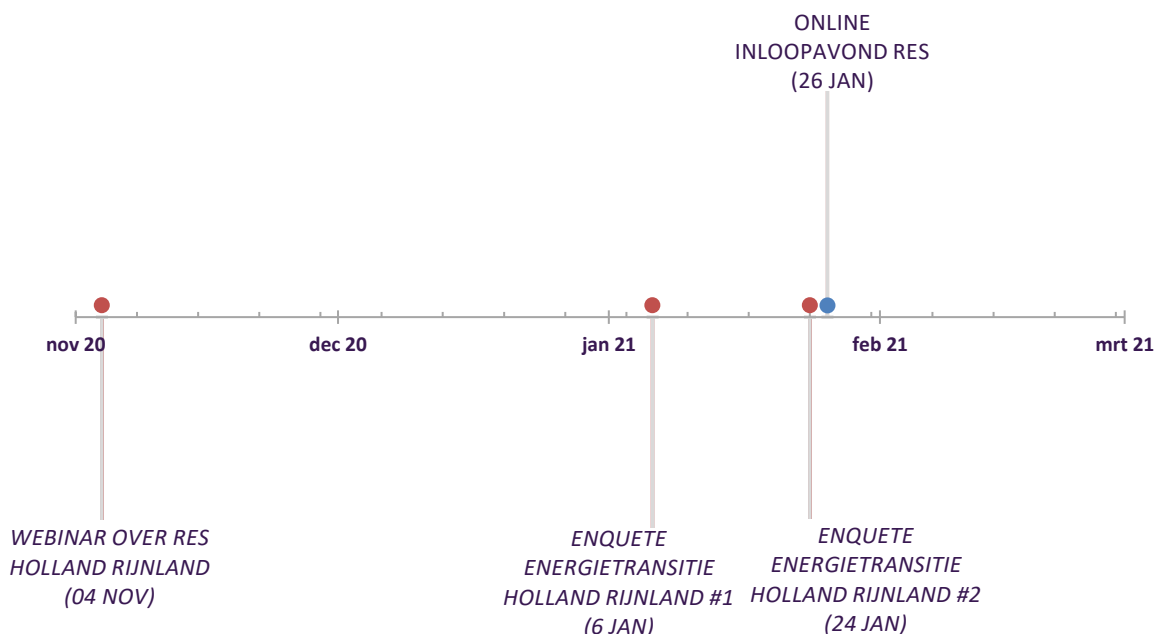 ONLINE
INLOOPAVOND RES
(26 JAN)
nov 20
dec 20
jan 21
feb 21
mrt 21
WEBINAR OVER RES
HOLLAND RIJNLAND
(04 NOV)
ENQUETE
ENERGIETRANSITIE
HOLLAND RIJNLAND #1
(6 JAN)
ENQUETE
ENERGIETRANSITIE
HOLLAND RIJNLAND #2
(24 JAN)